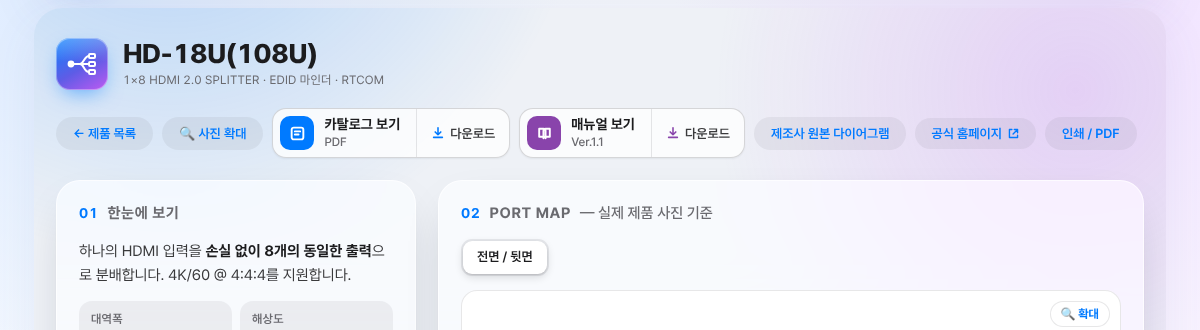 HD-18U(108U)
1×8 HDMI 2.0 SPLITTER · EDID 마인더 · RTCOM
← 제품 목록
🔍 사진 확대
카탈로그 보기
PDF
다운로드
매뉴얼 보기
Ver.1.1
다운로드
제조사 원본 다이어그램
공식 홈페이지
인쇄 / PDF
01 한눈에 보기
하나의 HDMI 입력을 손실 없이 8개의 동일한 출력으
로 분배합니다. 4K/60 @ 4:4:4를 지원합니다.
대역폭
해상도
02 PORT MAP — 실제 제품 사진 기준
전면 / 뒷면
🔍 확대